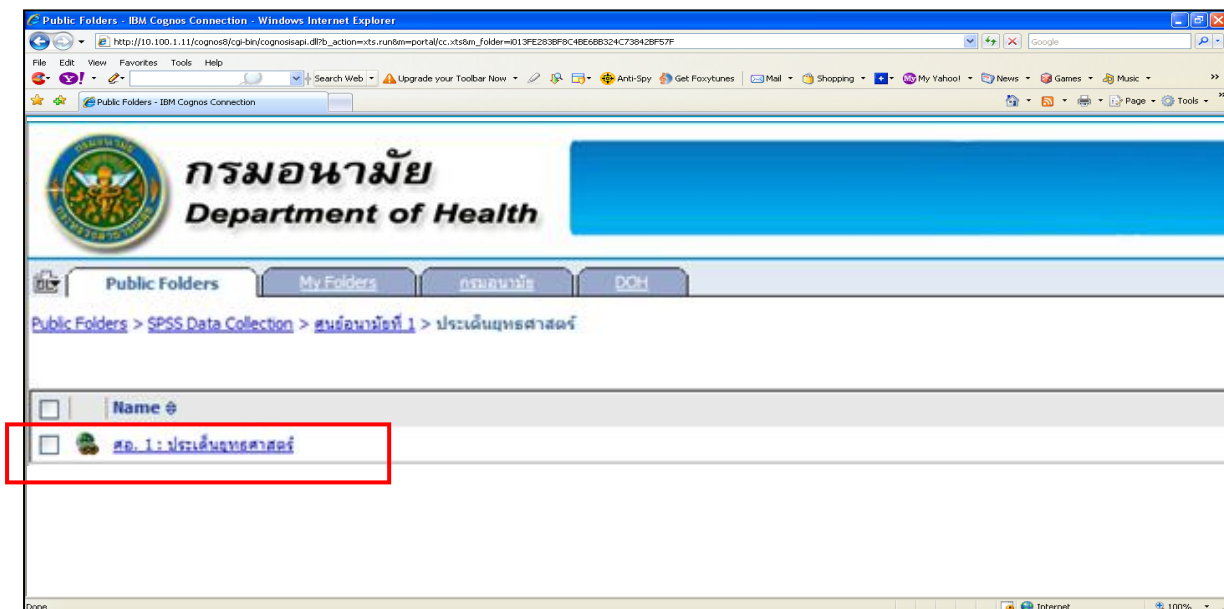 Public Folders - IBM Cognos Connection - Windows Internet Explorer
http://10.100.1.11/cognos8/cgi-bin/cognosisapi.dll?b_action=xts.run&m=portal/cc.xts&m_folder=i013FE283BF8C4BE6BB324C73842BF57F
Google
File Edit View Favorites Tools Help
Search Web Upgrade your Toolbar Now Anti-Spy Get Foxytunes Mail Shopping My Yahoo! News Games Music
Public Folders - IBM Cognos Connection
Page Tools
กรมอนามัย
Department of Health
Public Folders My Folders กรมอนามัย DOH
Public Folders > SPSS Data Collection > ศูนย์อนามัยที่ 1 > ประเด็นยุทธศาสตร์
Name
ศอ. 1 : ประเด็นยุทธศาสตร์
Done Internet 100%